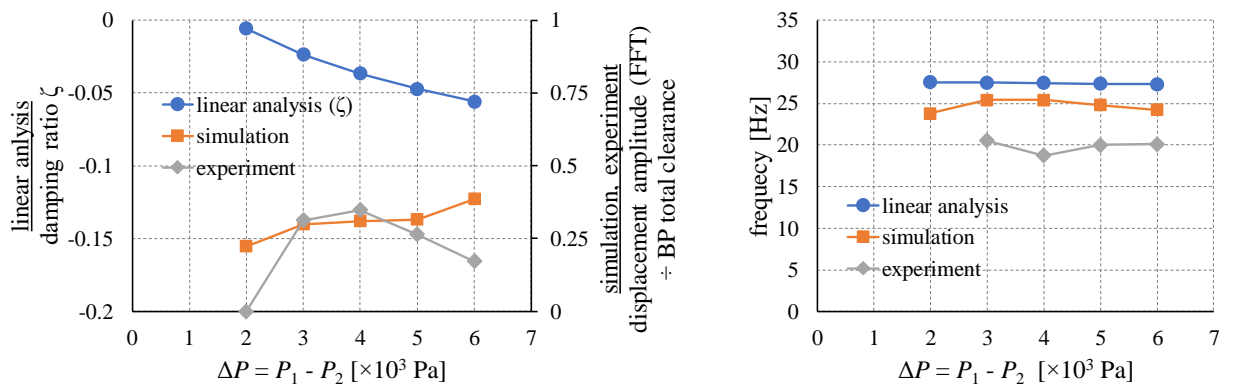 linear anlysis
damping ratio ζ
0
-0.05
-0.1
-0.15
-0.2
linear analysis (ζ)
simulation
experiment
1
0.75
0.5
0.25
0
simulation, experiment
displacement amplitude (FFT)
÷ BP total clearance
0 1 2 3 4 5 6 7
ΔP = P1 - P2 [×10³ Pa]
frequecy [Hz]
35
30
25
20
15
10
5
0
linear analysis
simulation
experiment
0 1 2 3 4 5 6 7
ΔP = P1 - P2 [×10³ Pa]